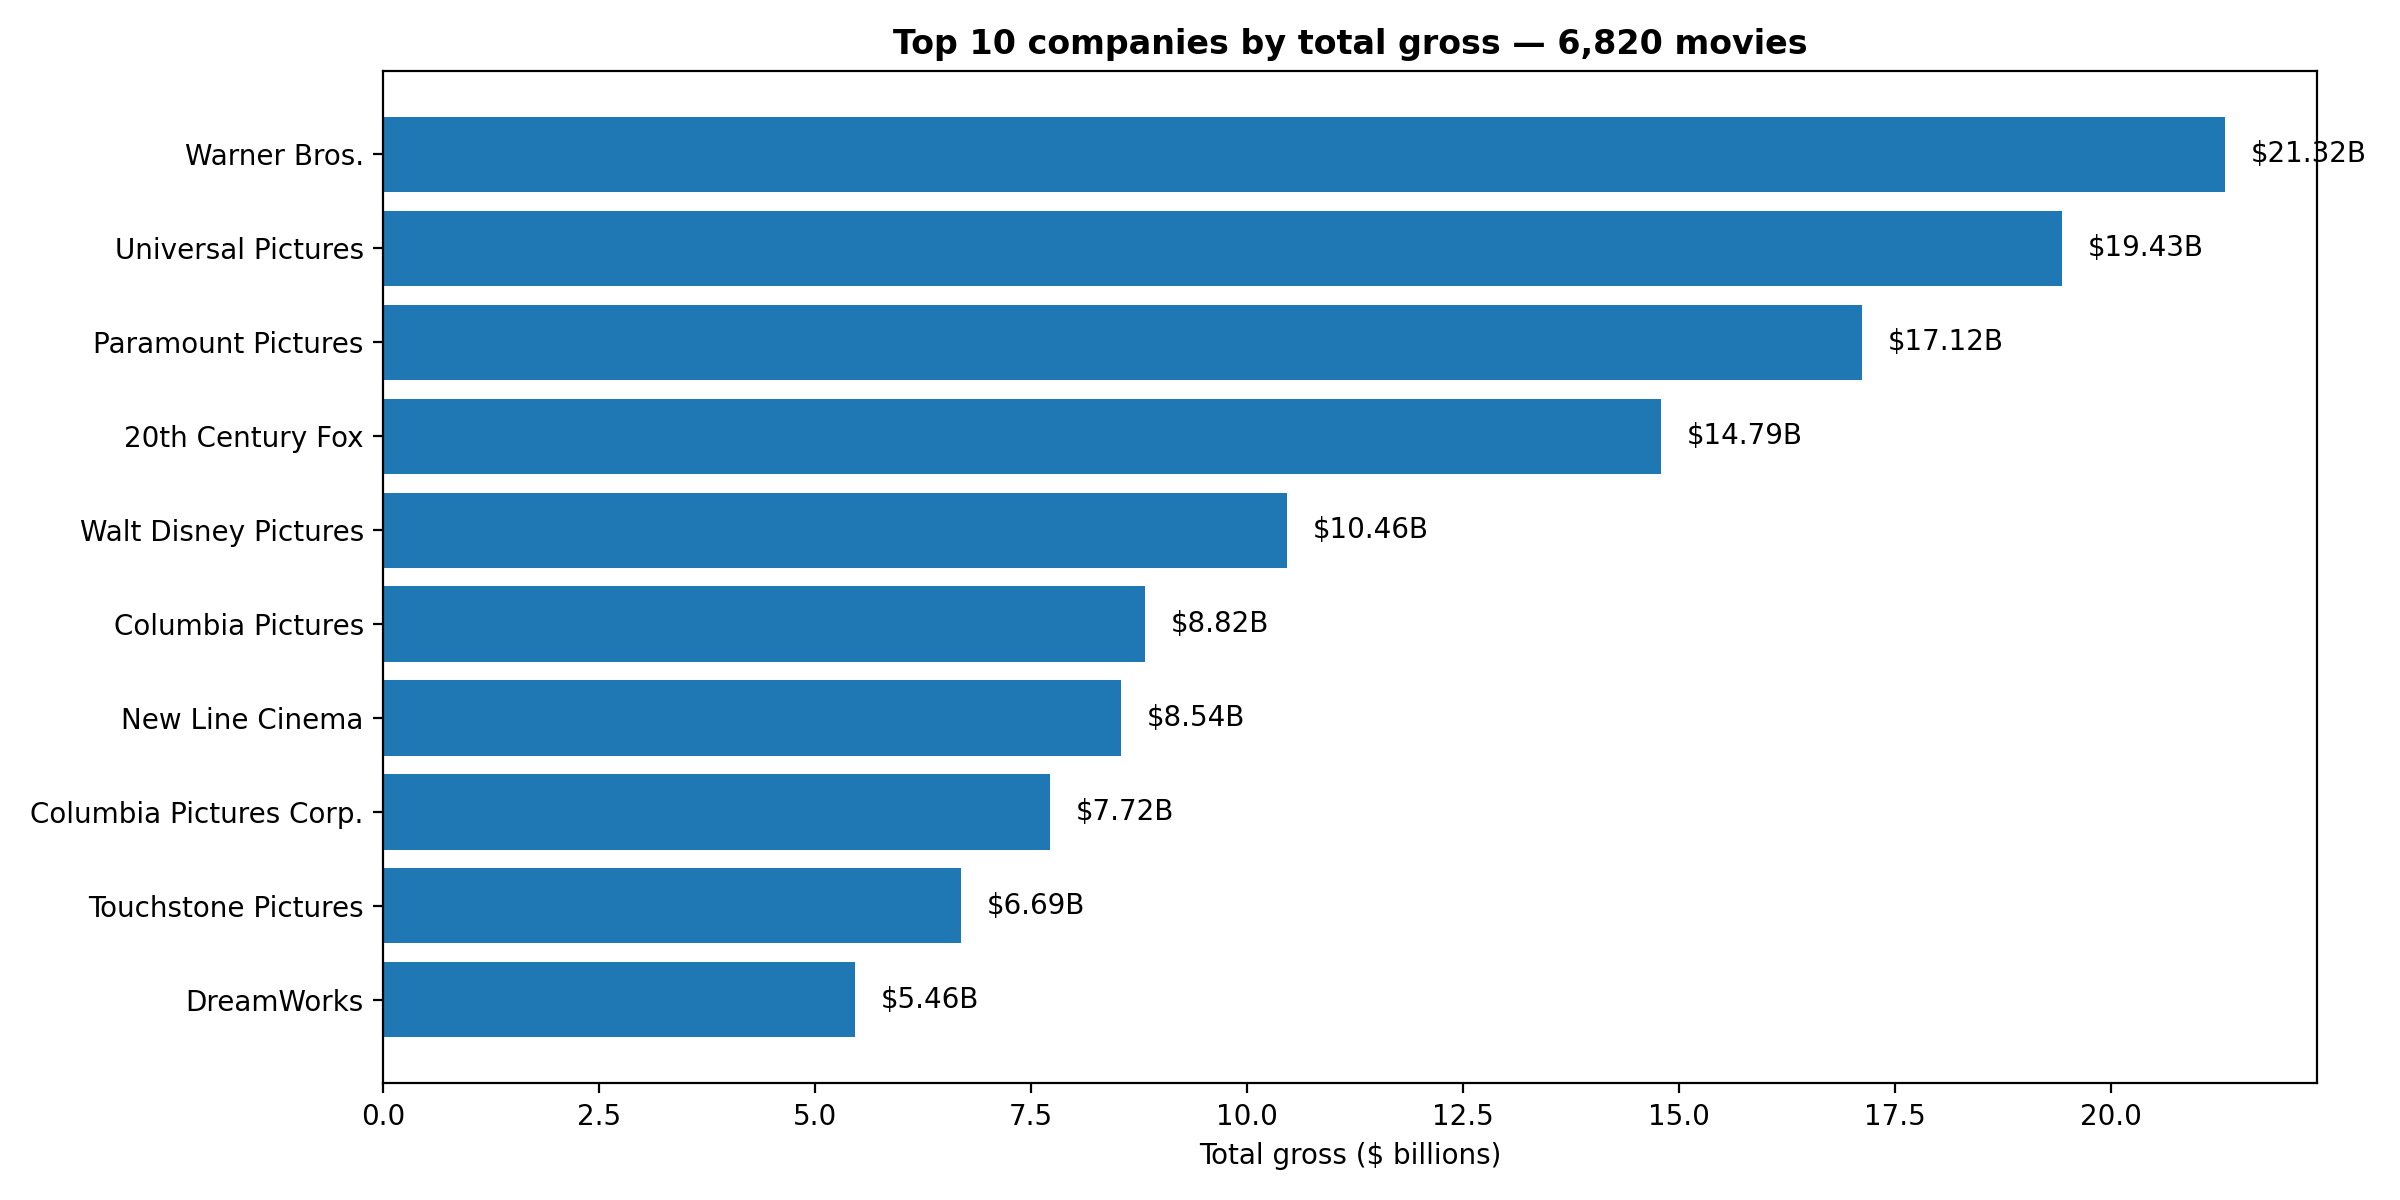 Top 10 companies by total gross — 6,820 movies
Warner Bros. $21.32B
Universal Pictures $19.43B
Paramount Pictures $17.12B
20th Century Fox $14.79B
Walt Disney Pictures $10.46B
Columbia Pictures $8.82B
New Line Cinema $8.54B
Columbia Pictures Corp. $7.72B
Touchstone Pictures $6.69B
DreamWorks $5.46B
0.0 2.5 5.0 7.5 10.0 12.5 15.0 17.5 20.0
Total gross ($ billions)